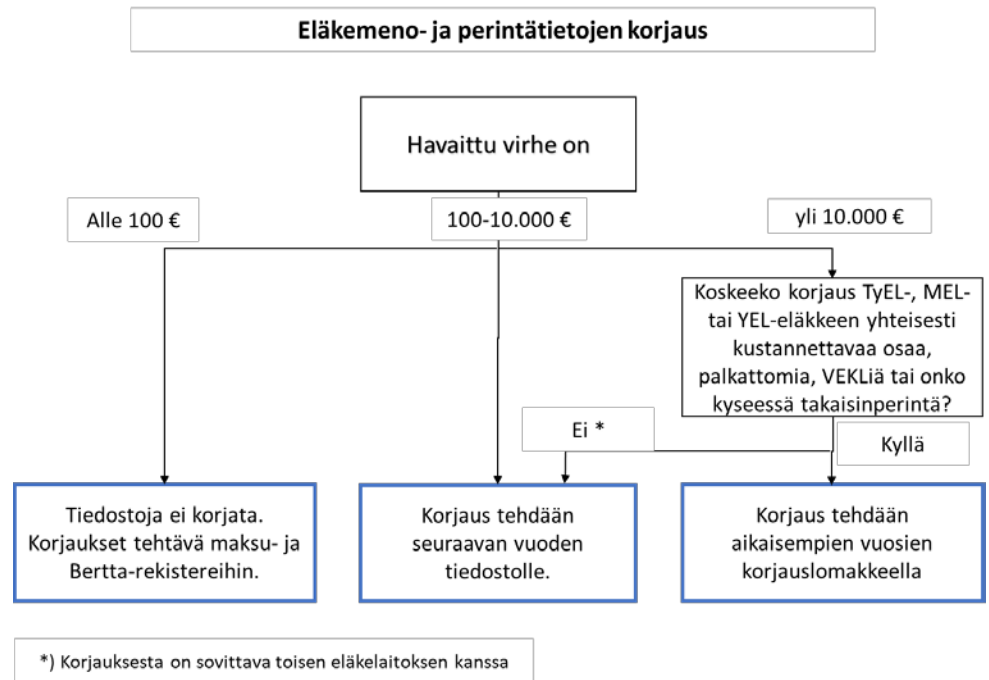 Eläkemeno- ja perintätietojen korjaus
Havaittu virhe on
Alle 100 €
100-10.000 €
yli 10.000 €
Koskeeko korjaus TyEL-, MEL-
tai YEL-eläkkeen yhteisesti
kustannettavaa osaa,
palkattomia, VEKLiä tai onko
kyseessä takaisinperintä?
Ei *
Kyllä
Tiedostoja ei korjata.
Korjaukset tehtävä maksu- ja
Bertta-rekistereihin.
Korjaus tehdään
seuraavan vuoden
tiedostolle.
Korjaus tehdään
aikaisempien vuosien
korjauslomakkeella
*) Korjauksesta on sovittava toisen eläkelaitoksen kanssa